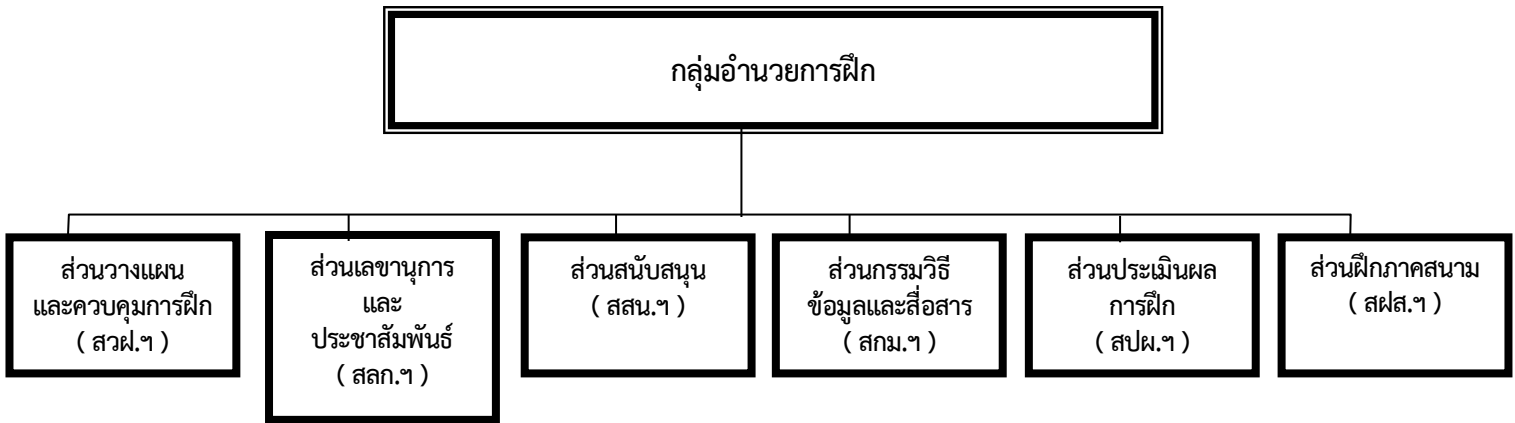 กลุ่มอำนวยการฝึก
ส่วนวางแผน
และควบคุมการฝึก
( สวฝ.ฯ )
ส่วนเลขานุการ
และ
ประชาสัมพันธ์
( สลก.ฯ )
ส่วนสนับสนุน
( สสน.ฯ )
ส่วนกรรมวิธี
ข้อมูลและสื่อสาร
( สกม.ฯ )
ส่วนประเมินผล
การฝึก
( สปผ.ฯ )
ส่วนฝึกภาคสนาม
( สฝส.ฯ )